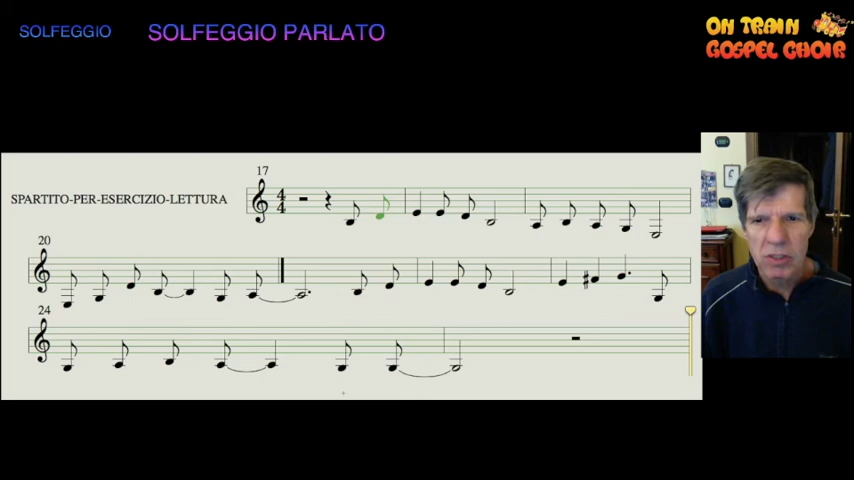 SOLFEGGIO
SOLFEGGIO PARLATO
ON TRAIN
GOSPEL CHOIR
17
SPARTITO-PER-ESERCIZIO-LETTURA
4
4
20
24